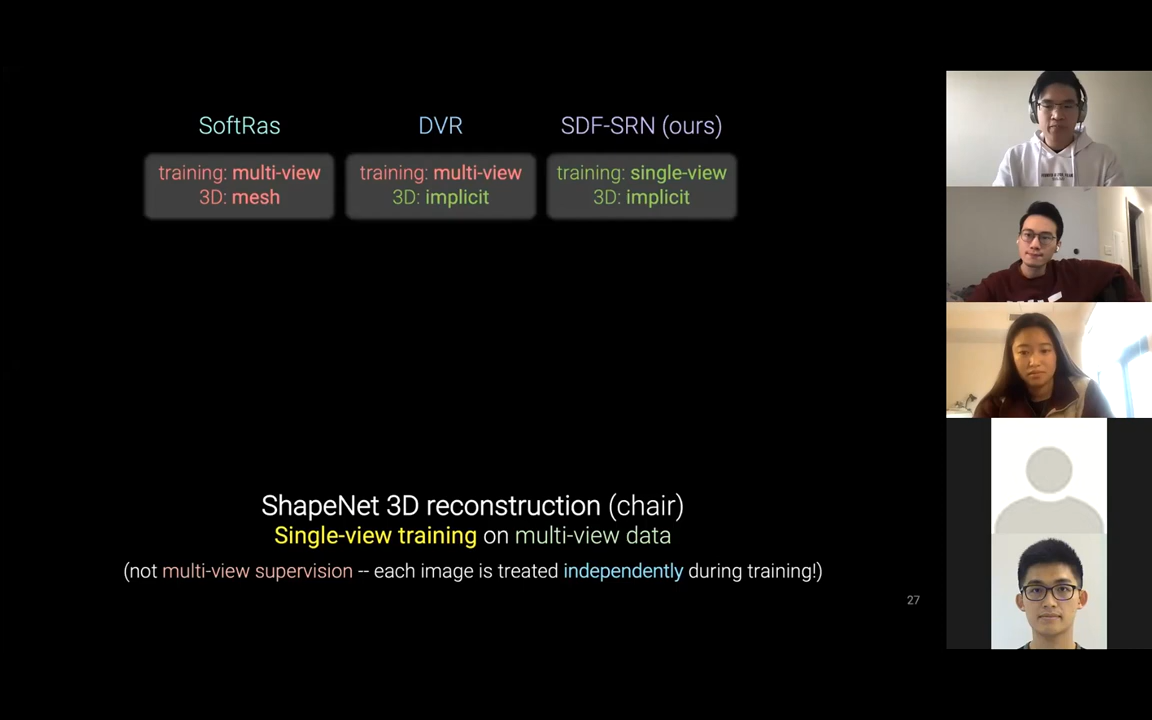 SoftRas
training: multi-view
3D: mesh
DVR
training: multi-view
3D: implicit
SDF-SRN (ours)
training: single-view
3D: implicit
ShapeNet 3D reconstruction (chair)
Single-view training on multi-view data
(not multi-view supervision -- each image is treated independently during training!)
27